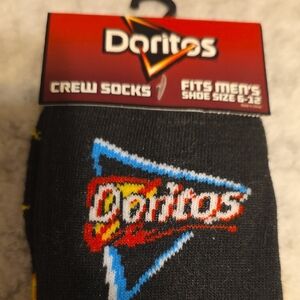 Doritos
CREW SOCKS
FITS MEN'S
SHOE SIZE 6-12
Doritos